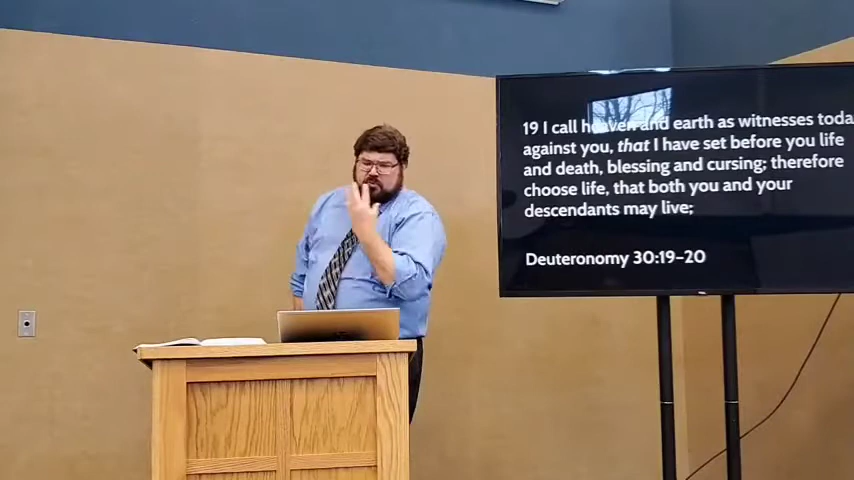 19 I call heaven and earth as witnesses toda
against you, that I have set before you life
and death, blessing and cursing; therefore
choose life, that both you and your
descendants may live;
Deuteronomy 30:19-20